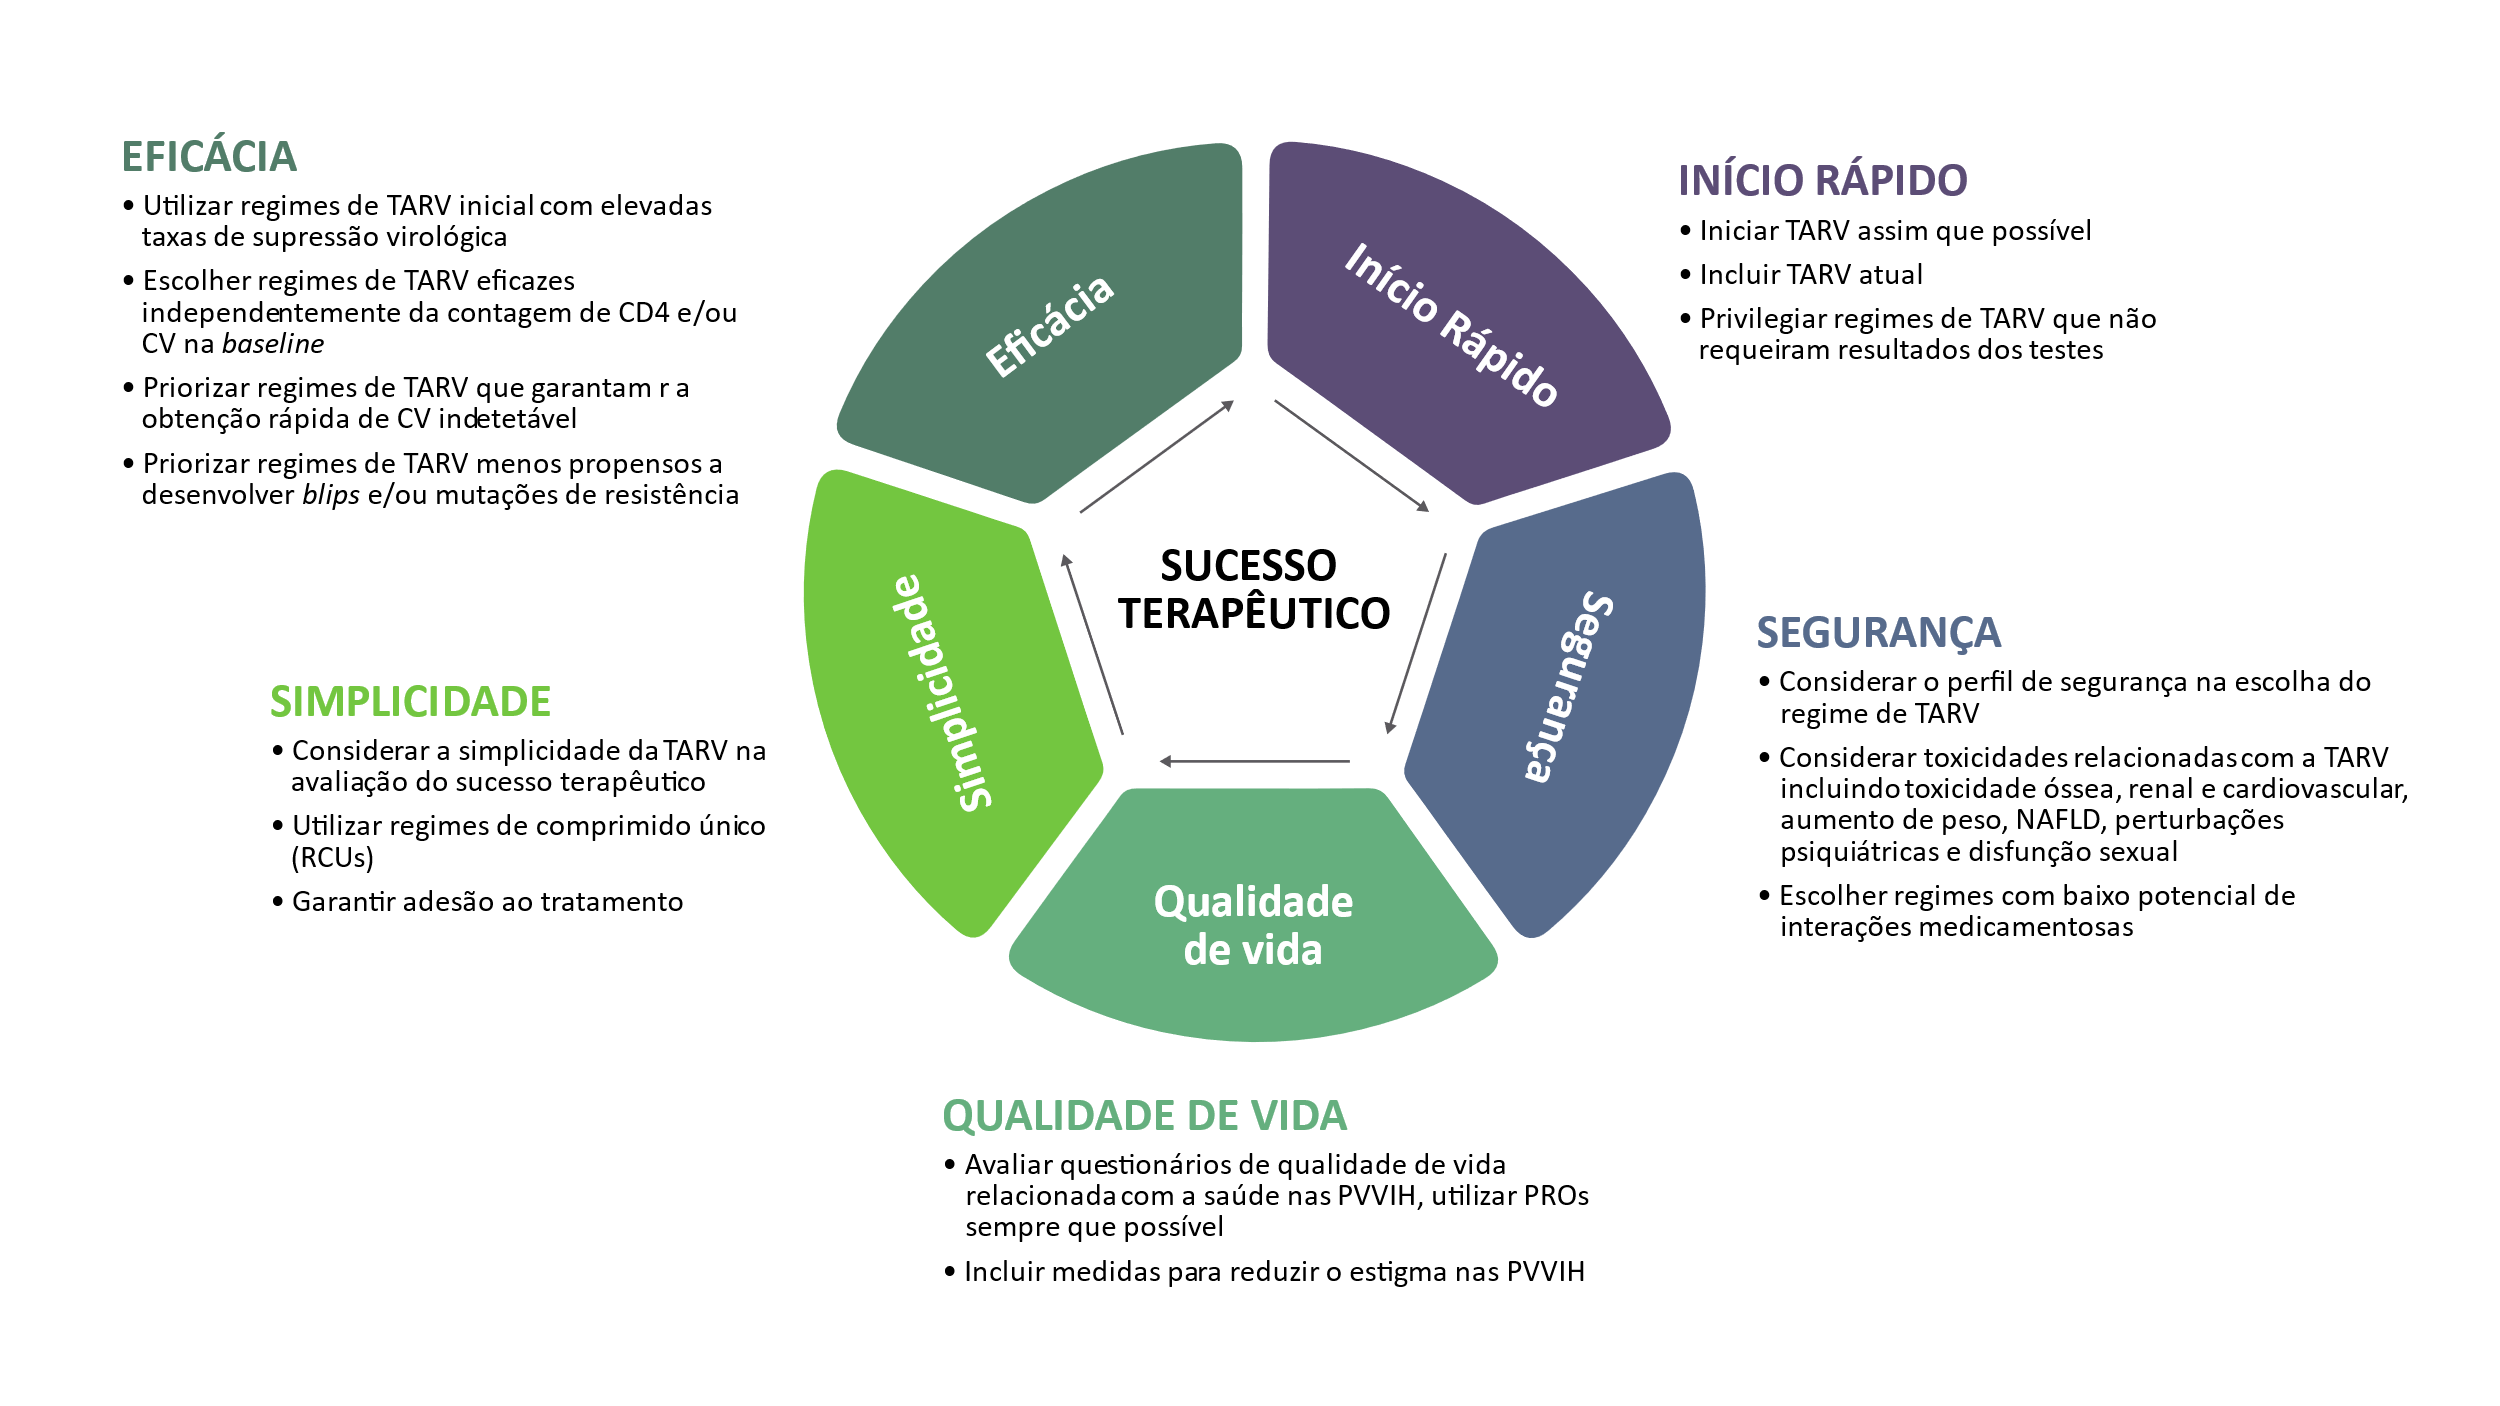 EFICÁCIA
• Utilizar regimes de TARV inicial com elevadas
taxas de supressão virológica
• Escolher regimes de TARV eficazes
independentemente da contagem de CD4 e/ou
CV na baseline
• Priorizar regimes de TARV que garantam r a
obtenção rápida de CV indetetável
• Priorizar regimes de TARV menos propensos a
desenvolver blips e/ou mutações de resistência
INÍCIO RÁPIDO
• Iniciar TARV assim que possível
• Incluir TARV atual
• Privilegiar regimes de TARV que não
requeiram resultados dos testes
Eficácia
Início Rápido
SUCESSO
TERAPÊUTICO
Simplicidade
Segurança
Qualidade
de vida
SIMPLICIDADE
• Considerar a simplicidade da TARV na
avaliação do sucesso terapêutico
• Utilizar regimes de comprimido único
(RCUs)
• Garantir adesão ao tratamento
SEGURANÇA
• Considerar o perfil de segurança na escolha do
regime de TARV
• Considerar toxicidades relacionadas com a TARV
incluindo toxicidade óssea, renal e cardiovascular,
aumento de peso, NAFLD, perturbações
psiquiátricas e disfunção sexual
• Escolher regimes com baixo potencial de
interações medicamentosas
QUALIDADE DE VIDA
• Avaliar questionários de qualidade de vida
relacionada com a saúde nas PVVIH, utilizar PROs
sempre que possível
• Incluir medidas para reduzir o estigma nas PVVIH